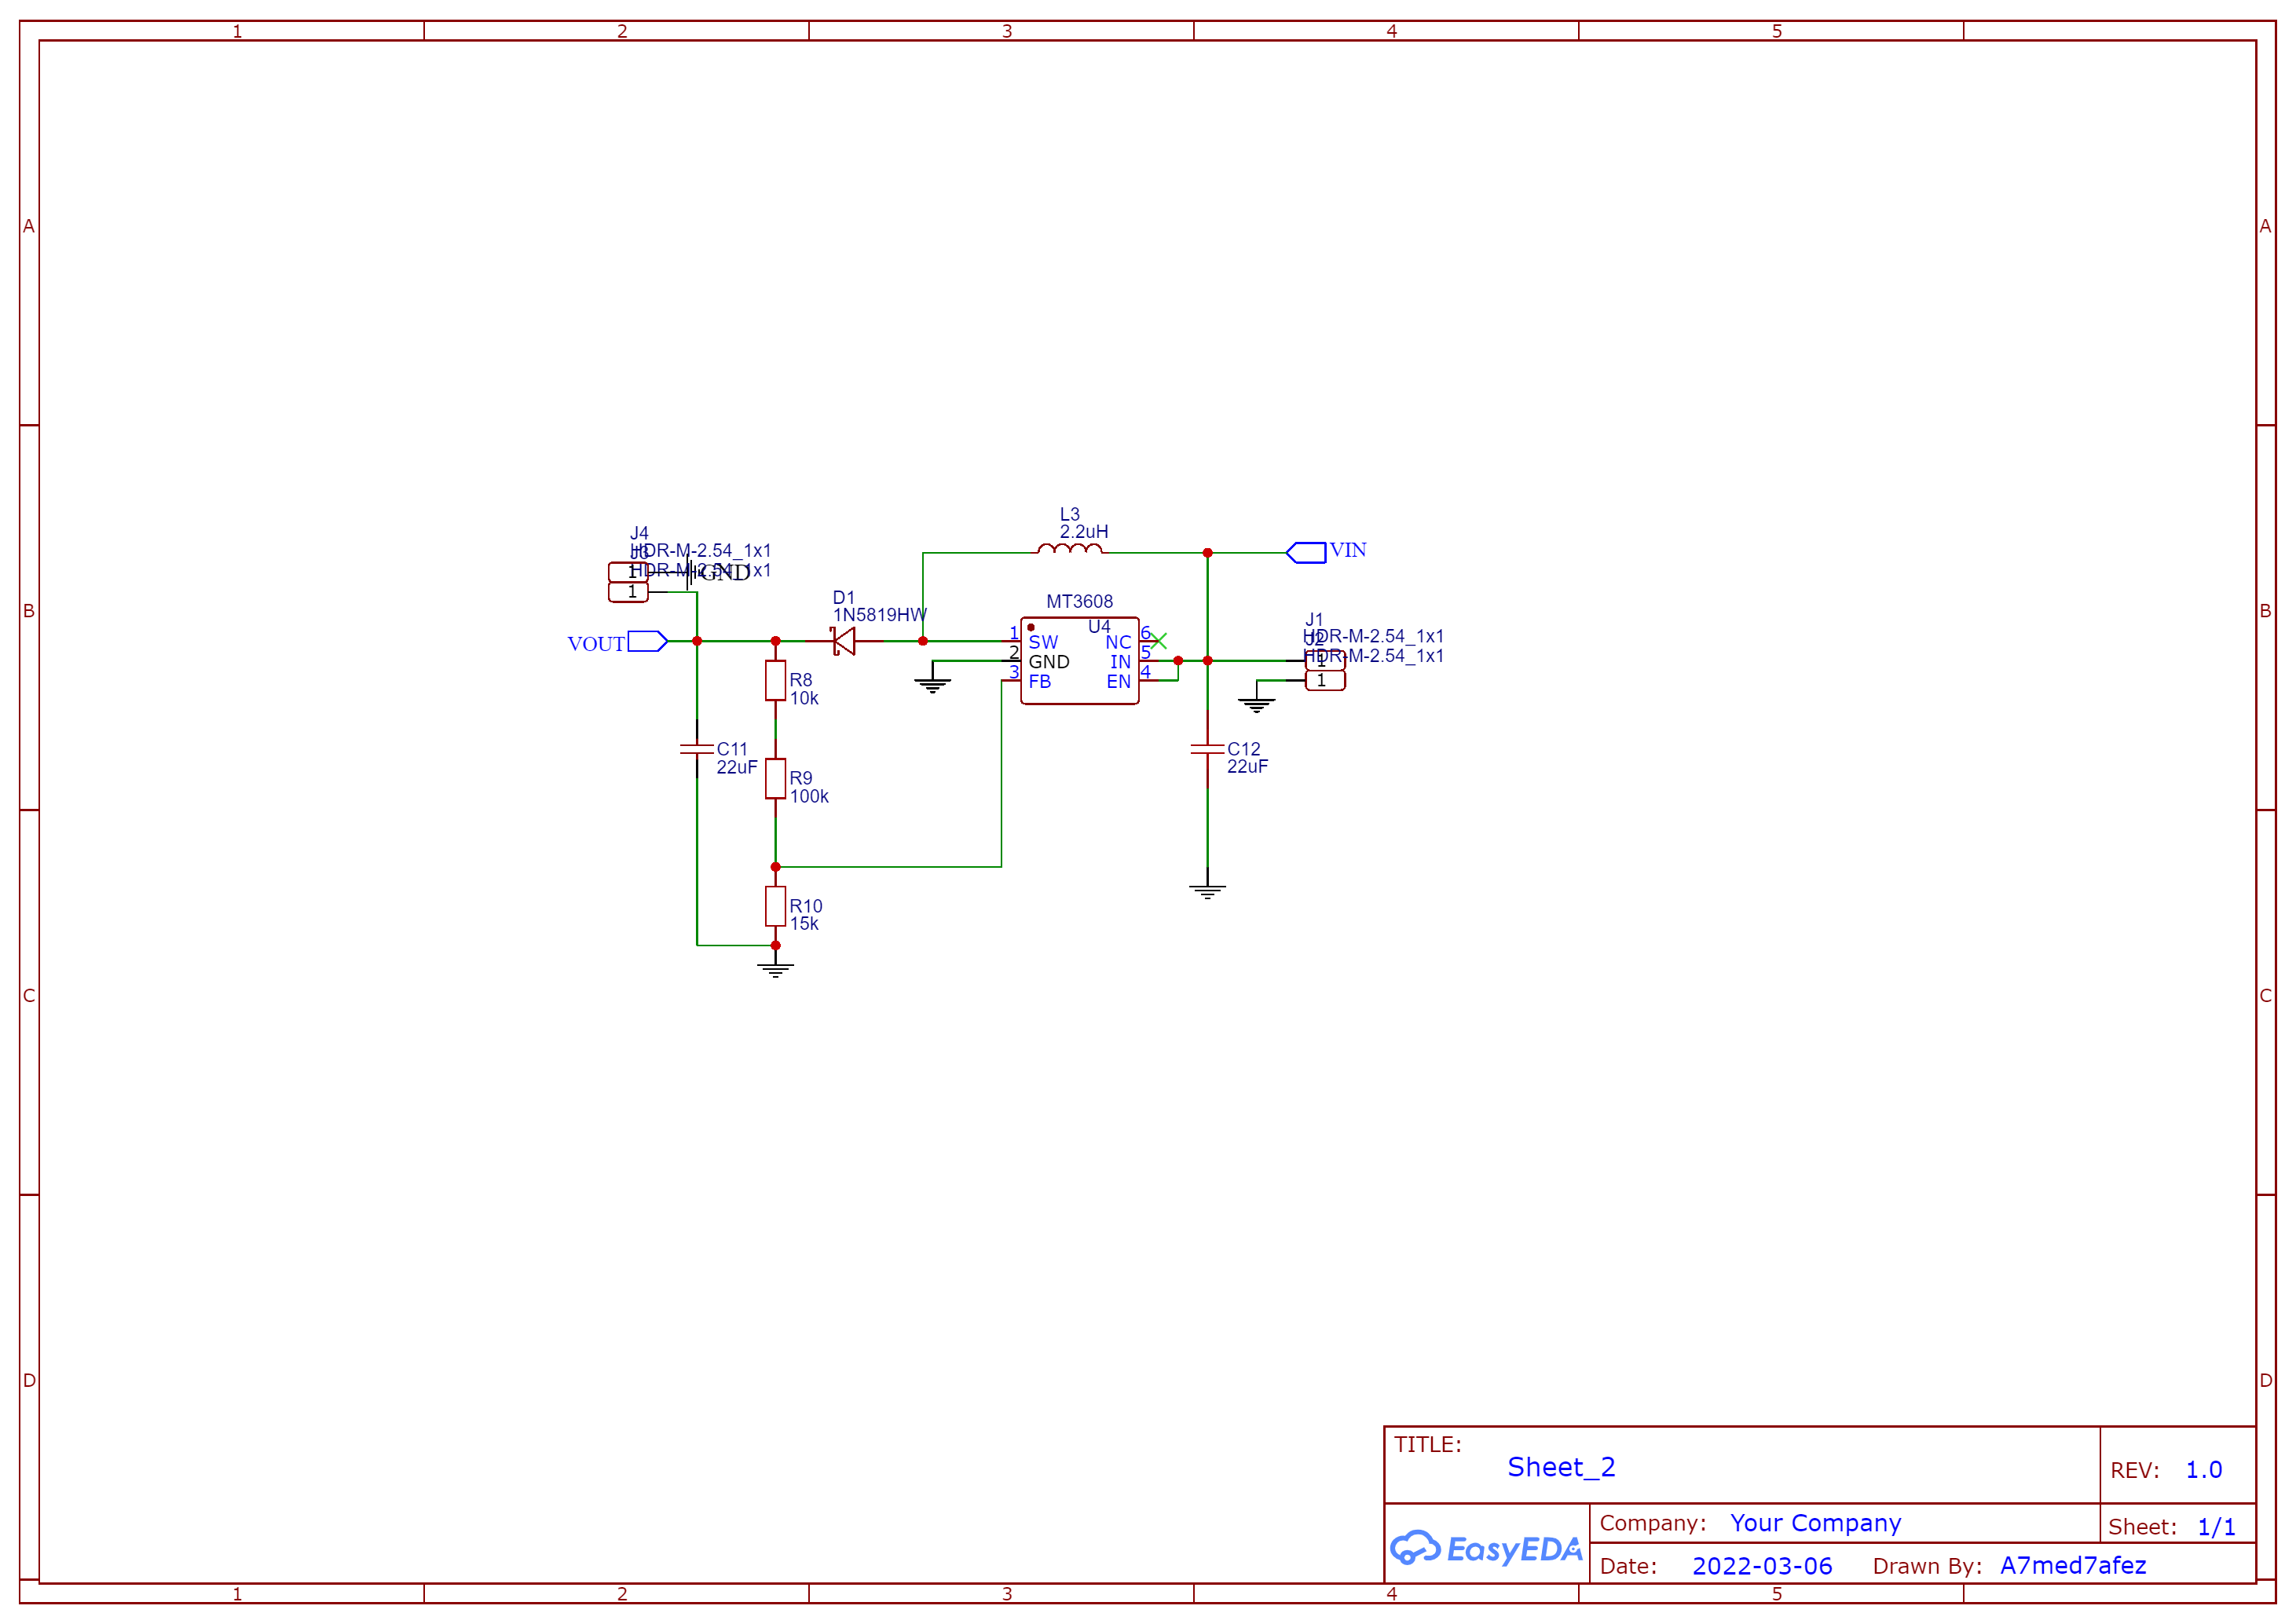 1 2 3 4 5
A A
B B
C C
D D
J4
HDR-M-2.54_1x1
J3
HDR-M-2.54_1x1
1
GND
1
VOUT
D1
1N5819HW
L3
2.2uH
VIN
MT3608
U4
1 SW
2 GND
3 FB
NC 6
IN 5
EN 4
J1
HDR-M-2.54_1x1
J2
HDR-M-2.54_1x1
1
1
R8
10k
C11
22uF
R9
100k
C12
22uF
R10
15k
TITLE:
Sheet_2
REV: 1.0
EasyEDA
Company: Your Company
Sheet: 1/1
Date: 2022-03-06 Drawn By: A7med7afez
1 2 3 4 5